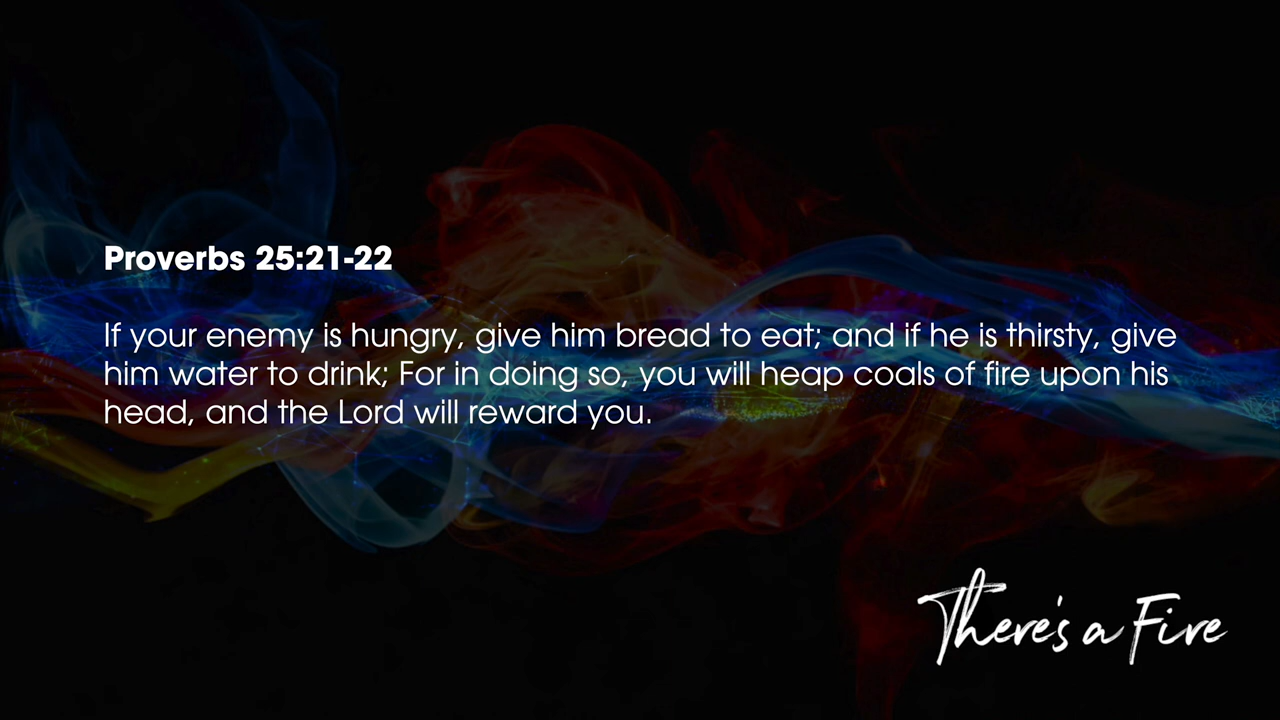 Proverbs 25:21-22
If your enemy is hungry, give him bread to eat; and if he is thirsty, give
him water to drink; For in doing so, you will heap coals of fire upon his
head, and the Lord will reward you.
There's a Fire